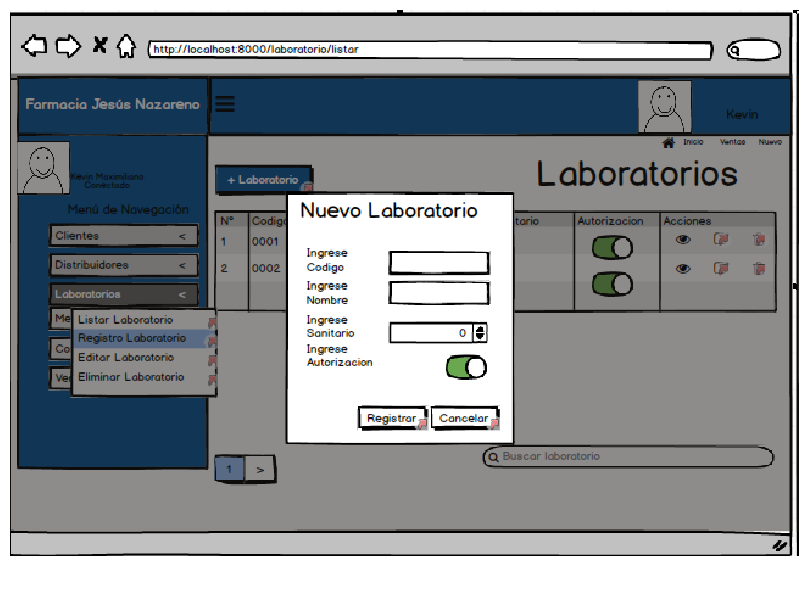 http://localhost:8000/laboratorio/listar
Farmacia Jesús Nazareno
Kevin
Inicio Ventas Nuevo
Kevin Maximiliano
Conectado
+ Laboratorio
Laboratorios
Menú de Navegación
Clientes <
Distribuidores <
Laboratorios <
Me
Co
Ve
Listar Laboratorio
Registro Laboratorio
Editar Laboratorio
Eliminar Laboratorio
N° Codigo tario Autorizacion Acciones
1 0001
2 0002
Nuevo Laboratorio
Ingrese
Codigo
Ingrese
Nombre
Ingrese
Sanitario 0
Ingrese
Autorizacion
Registrar Cancelar
Buscar laboratorio
1 >